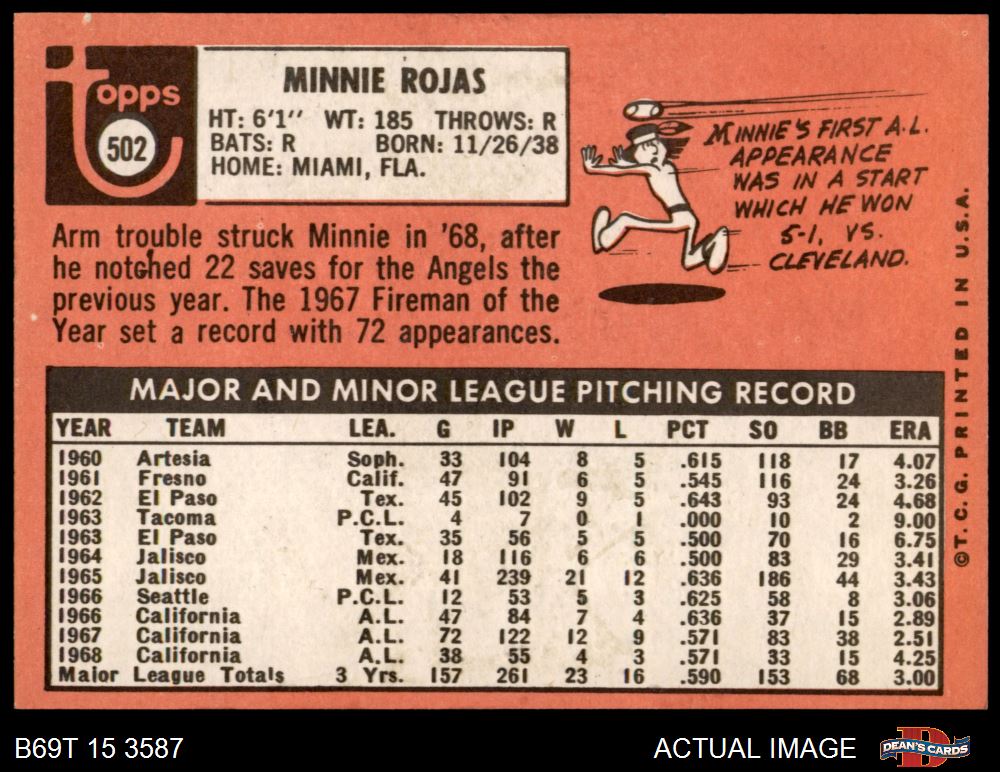 topps
502
MINNIE ROJAS
HT: 6'1" WT: 185 THROWS: R
BATS: R BORN: 11/26/38
HOME: MIAMI, FLA.
MINNIE'S FIRST A.L.
APPEARANCE
WAS IN A START
WHICH HE WON
5-1, VS.
CLEVELAND.
Arm trouble struck Minnie in '68, after
he notched 22 saves for the Angels the
previous year. The 1967 Fireman of the
Year set a record with 72 appearances.
MAJOR AND MINOR LEAGUE PITCHING RECORD
YEAR TEAM LEA. G IP W L PCT SO BB ERA
1960 Artesia Soph. 33 104 8 5 .615 118 17 4.07
1961 Fresno Calif. 47 91 6 5 .545 116 24 3.26
1962 El Paso Tex. 45 102 9 5 .643 93 24 4.68
1963 Tacoma P.C.L. 4 7 0 1 .000 10 2 9.00
1963 El Paso Tex. 35 56 5 5 .500 70 16 6.75
1964 Jalisco Mex. 18 116 6 6 .500 83 29 3.41
1965 Jalisco Mex. 41 239 21 12 .636 186 44 3.43
1966 Seattle P.C.L. 12 53 5 3 .625 58 8 3.06
1966 California A.L. 47 84 7 4 .636 37 15 2.89
1967 California A.L. 72 122 12 9 .571 83 38 2.51
1968 California A.L. 38 55 4 3 .571 33 15 4.25
Major League Totals 3 Yrs. 157 261 23 16 .590 153 68 3.00
©T.C.G. PRINTED IN U.S.A.
B69T 15 3587
ACTUAL IMAGE
D
DEAN'S CARDS